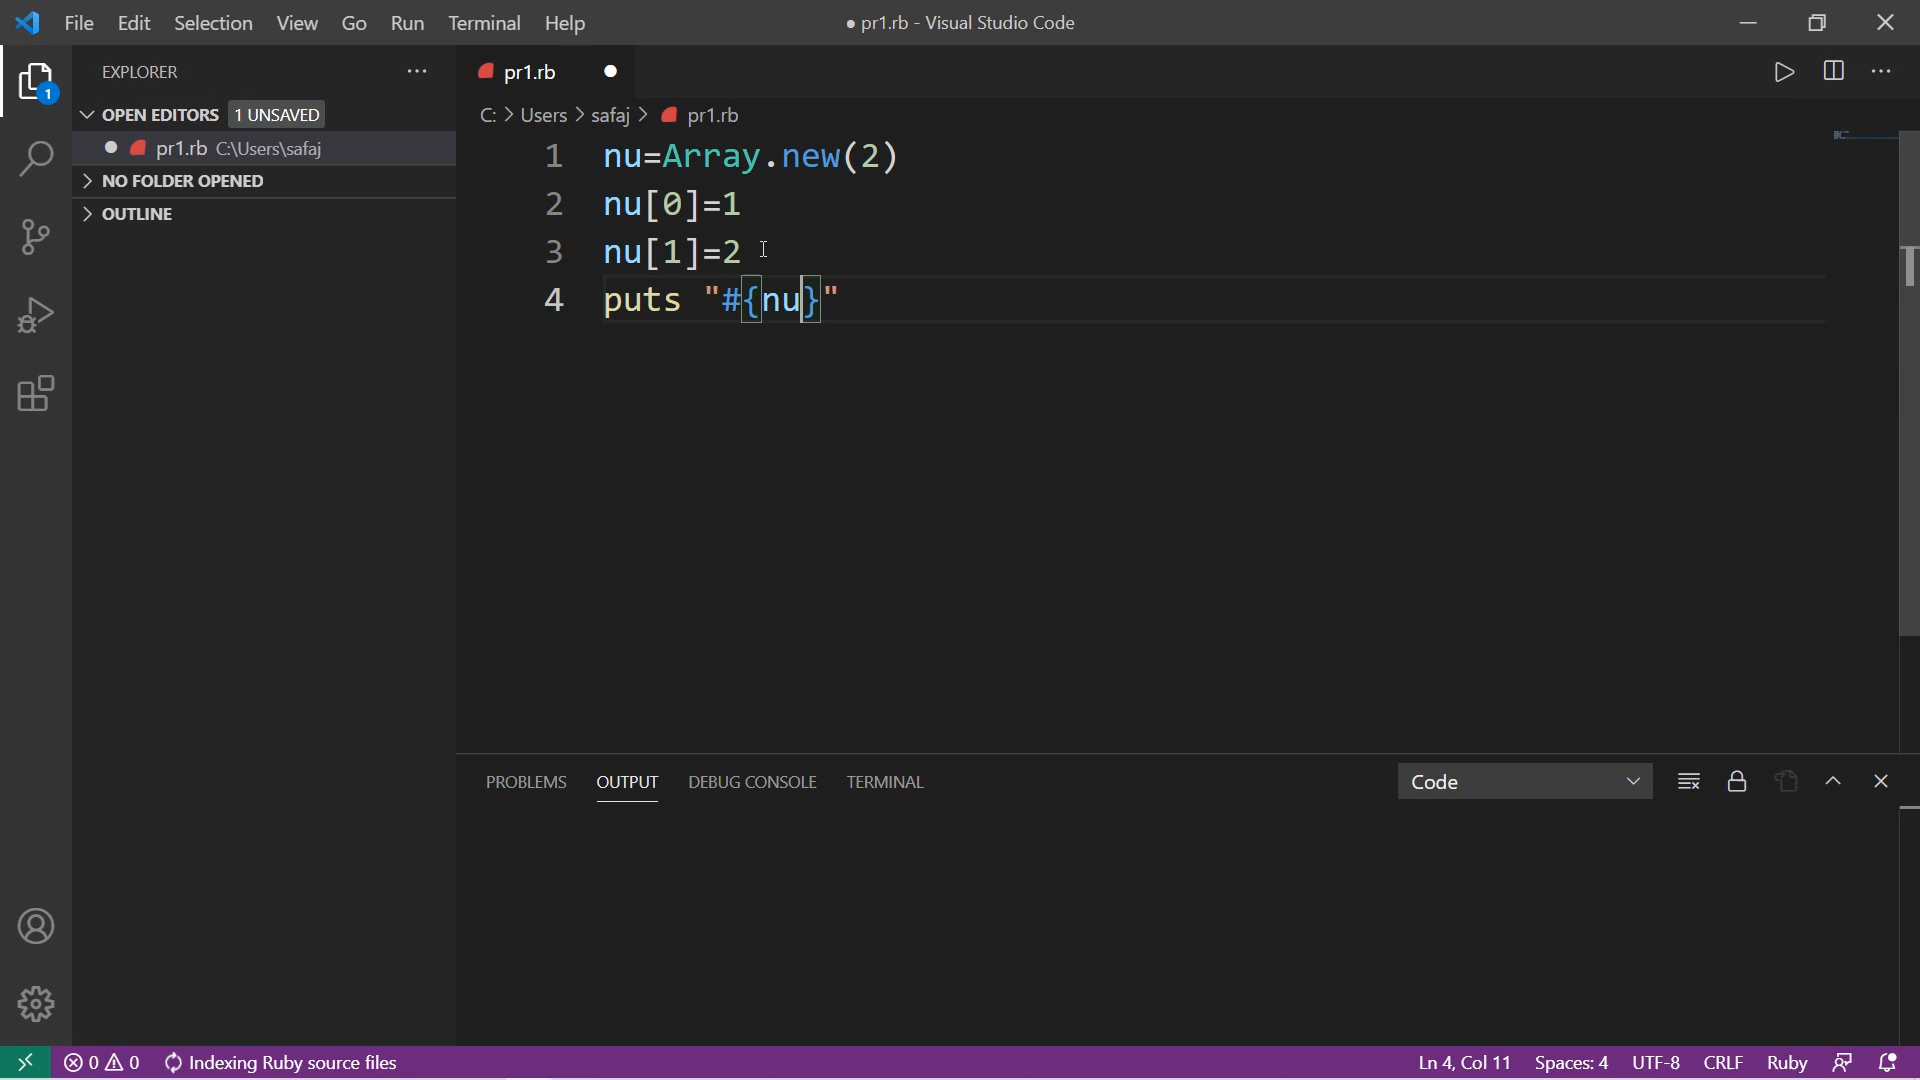 File Edit Selection View Go Run Terminal Help
● pr1.rb - Visual Studio Code
EXPLORER
1
OPEN EDITORS 1 UNSAVED
pr1.rb C:\Users\safaj
NO FOLDER OPENED
OUTLINE
pr1.rb
C: > Users > safaj > pr1.rb
1 nu=Array.new(2)
2 nu[0]=1
3 nu[1]=2
4 puts "#{nu}"
PROBLEMS OUTPUT DEBUG CONSOLE TERMINAL
Code
0 0 Indexing Ruby source files
Ln 4, Col 11 Spaces: 4 UTF-8 CRLF Ruby